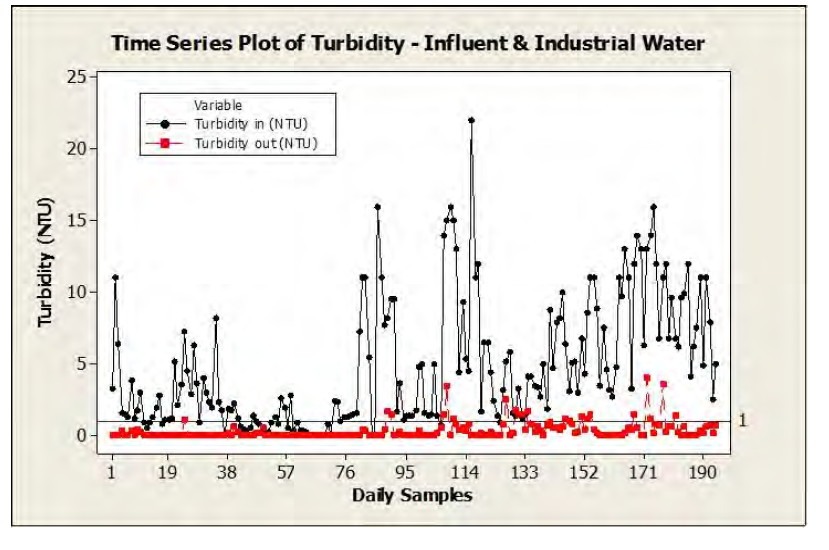 Time Series Plot of Turbidity - Influent & Industrial Water
25
20
15
10
5
0
Turbidity (NTU)
Variable
Turbidity in (NTU)
Turbidity out (NTU)
1
1 19 38 57 76 95 114 133 152 171 190
Daily Samples